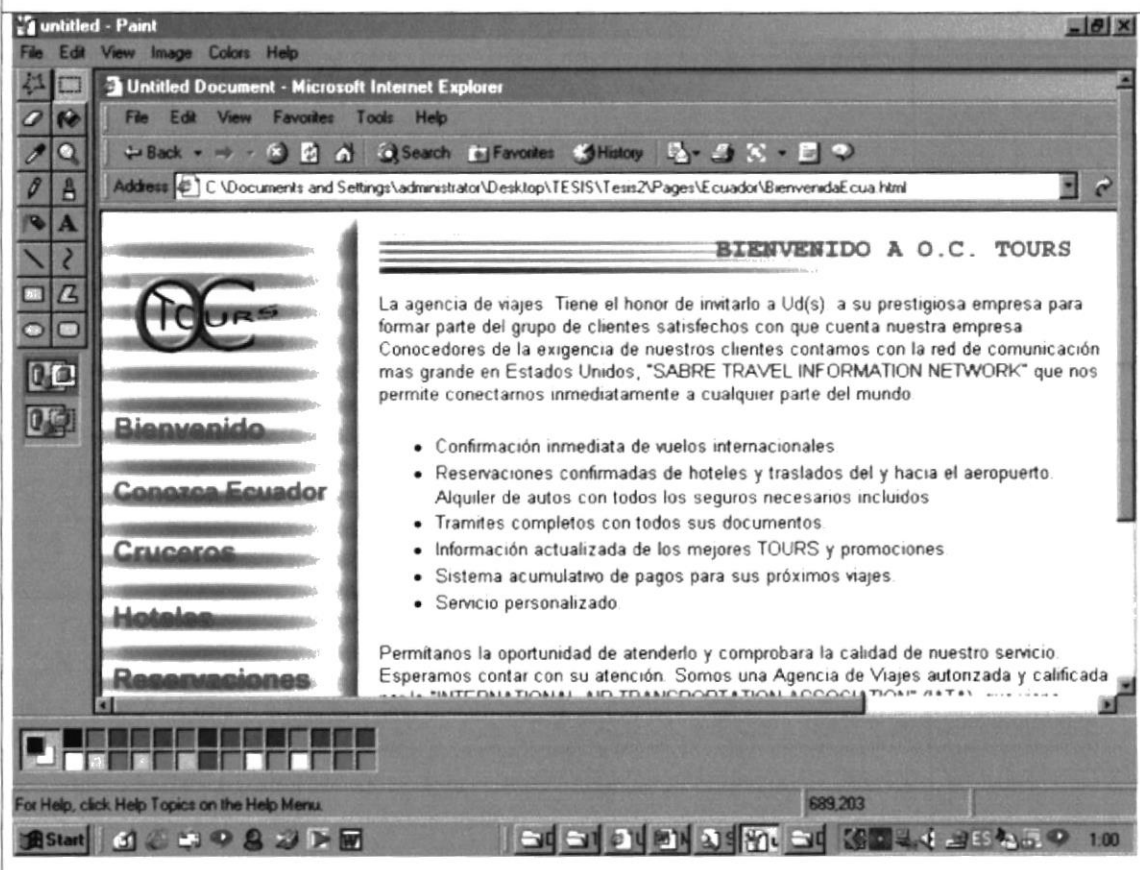 untitled - Paint
File Edit View Image Colors Help
Untitled Document - Microsoft Internet Explorer
File Edit View Favorites Tools Help
Back Search Favorites History
Address C:\Documents and Settings\administrator\Desktop\TESIS\Tesis2\Pages\Ecuador\BienvenidaEcua.html
OC TOURS
Bienvenido
Conozca Ecuador
Cruceros
Hoteles
Reservaciones
BIENVENIDO A O.C. TOURS
La agencia de viajes Tiene el honor de invitarlo a Ud(s). a su prestigiosa empresa para
formar parte del grupo de clientes satisfechos con que cuenta nuestra empresa
Conocedores de la exigencia de nuestros clientes contamos con la red de comunicación
mas grande en Estados Unidos, "SABRE TRAVEL INFORMATION NETWORK" que nos
permite conectarnos inmediatamente a cualquier parte del mundo.
• Confirmación inmediata de vuelos internacionales
• Reservaciones confirmadas de hoteles y traslados del y hacia el aeropuerto.
Alquiler de autos con todos los seguros necesarios incluidos
• Tramites completos con todos sus documentos.
• Información actualizada de los mejores TOURS y promociones
• Sistema acumulativo de pagos para sus próximos viajes.
• Servicio personalizado.
Permítanos la oportunidad de atenderlo y comprobara la calidad de nuestro servicio.
Esperamos contar con su atención. Somos una Agencia de Viajes autorizada y calificada
"INTERNATIONAL AIR TRANSPORTATION ASSOCIATION" (IATA),
For Help, click Help Topics on the Help Menu.
689,203
Start
ES
1:00